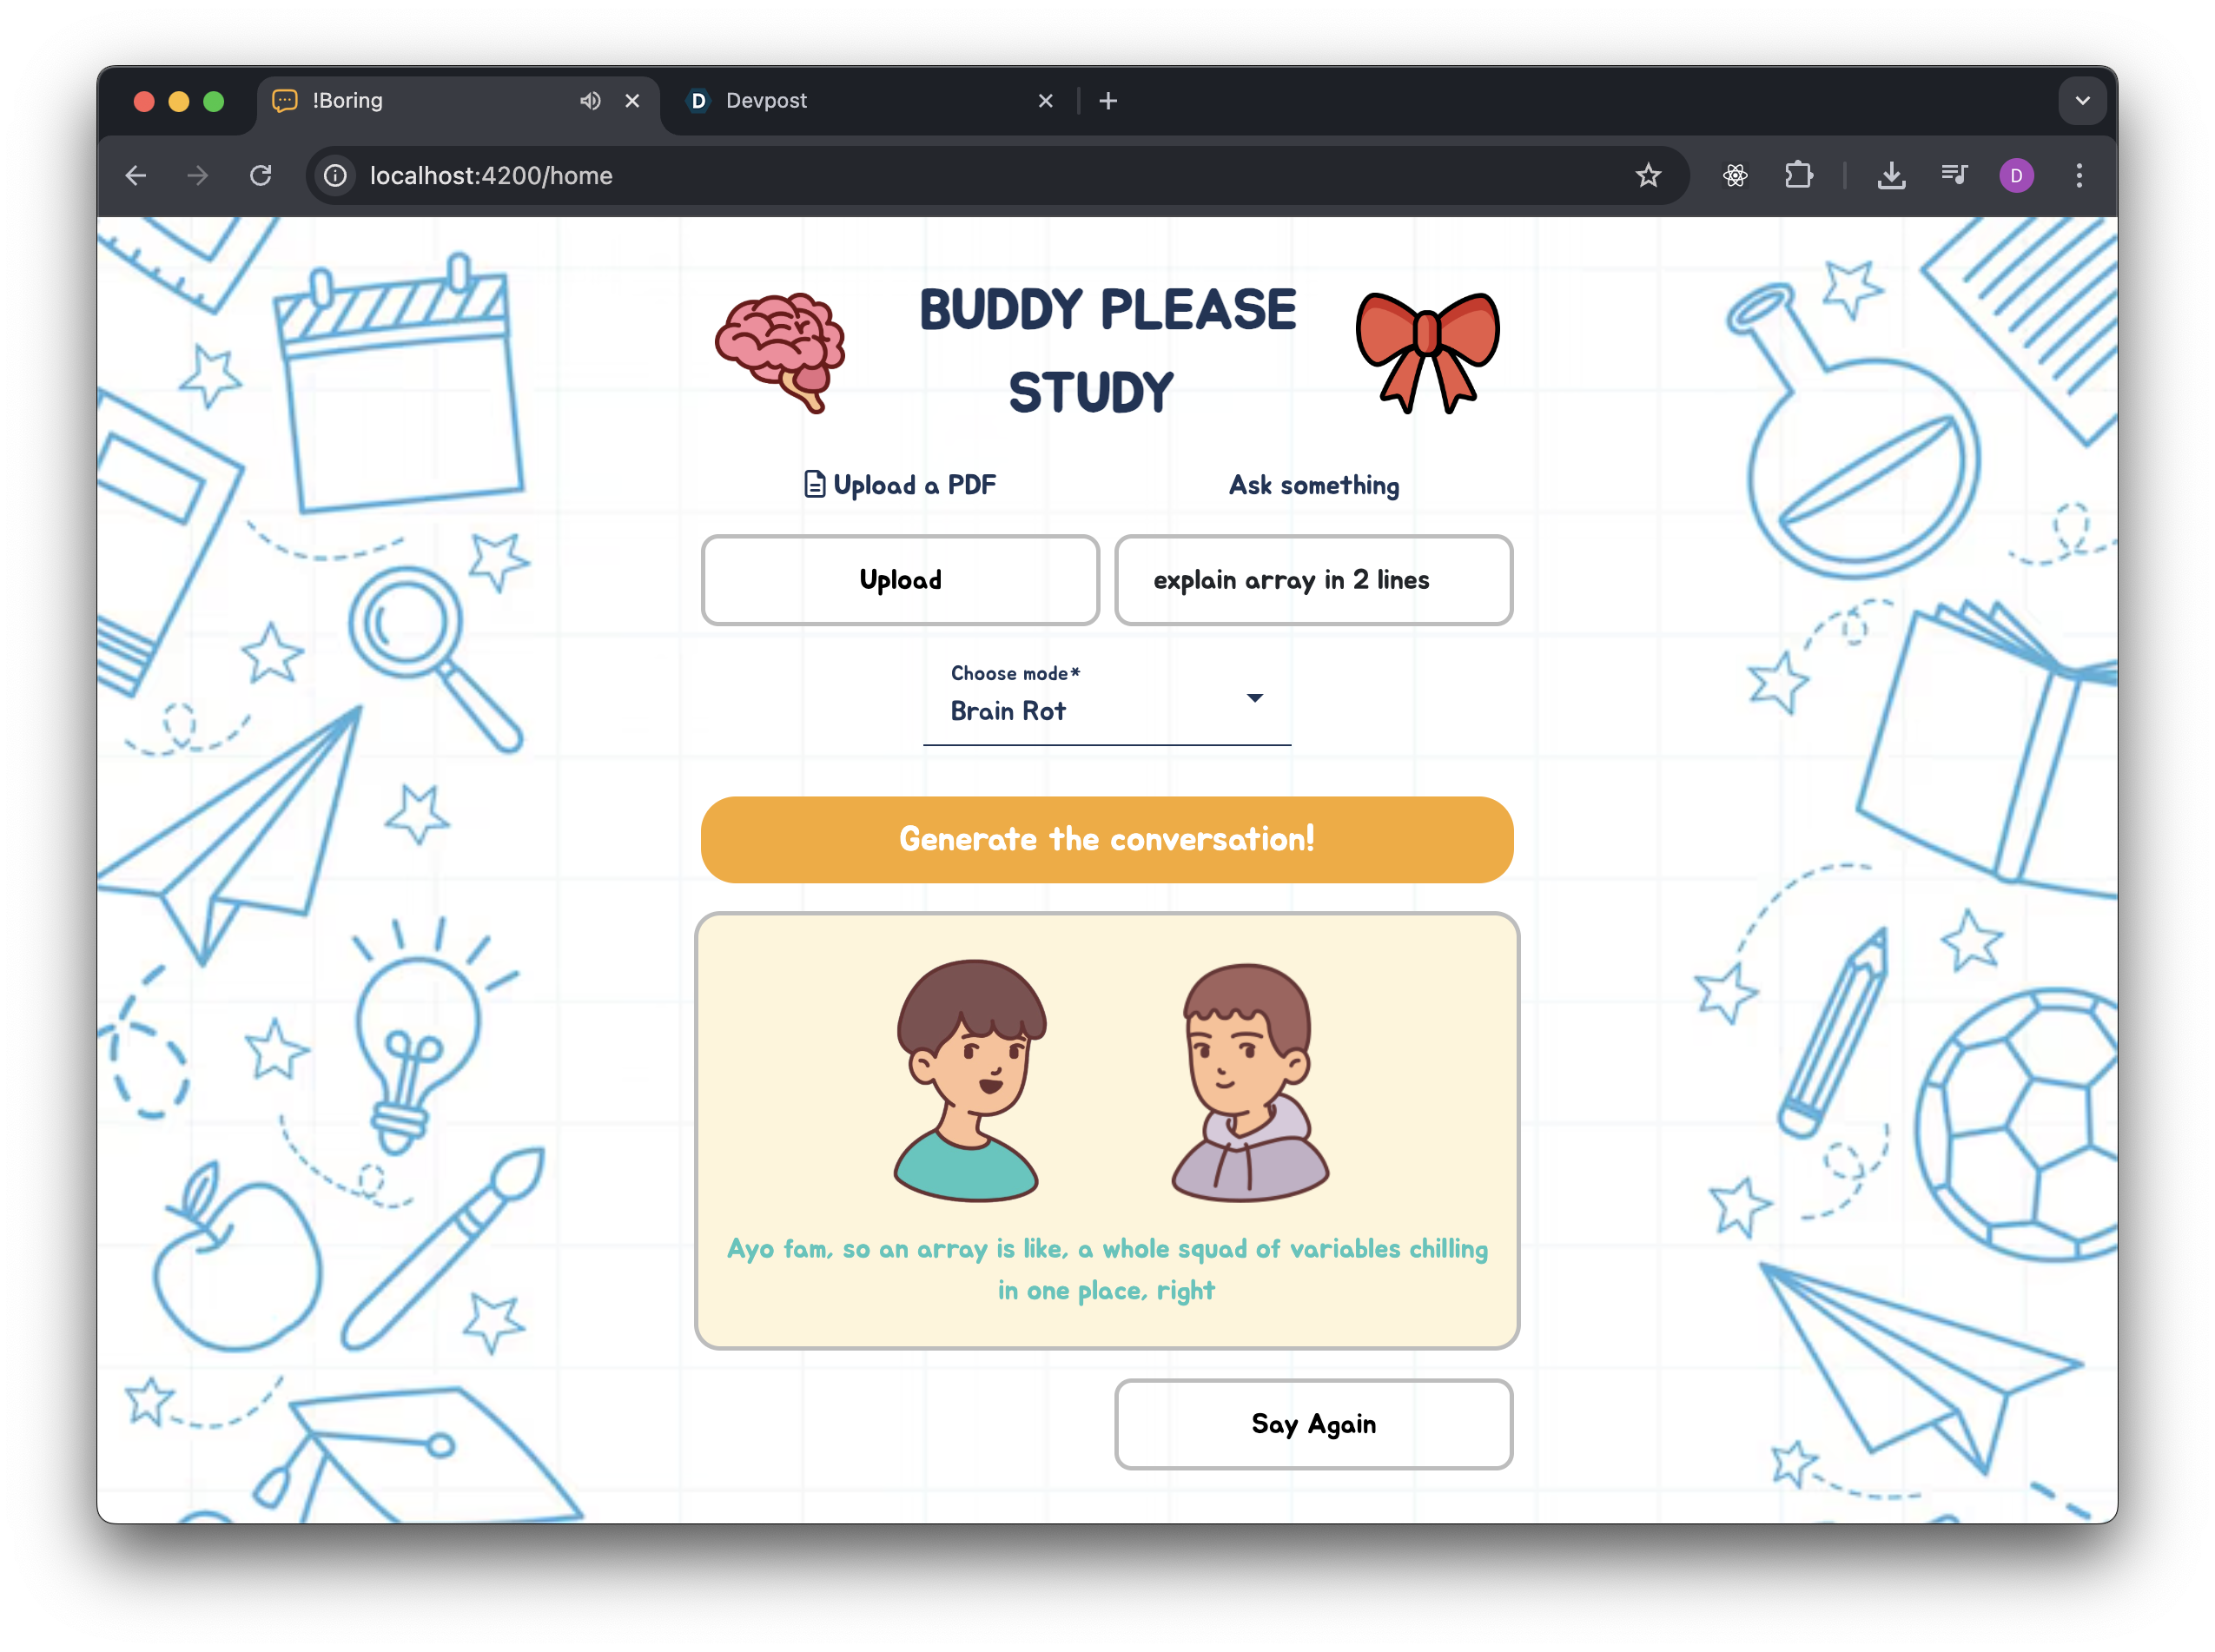 !Boring
D Devpost
localhost:4200/home
D
BUDDY PLEASE
STUDY
Upload a PDF
Ask something
Upload
explain array in 2 lines
Choose mode*
Brain Rot
Generate the conversation!
Ayo fam, so an array is like, a whole squad of variables chilling
in one place, right
Say Again